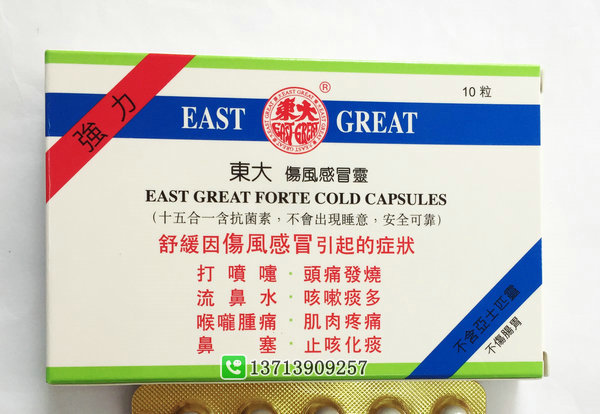 強力
10粒
EAST GREAT
東大
EAST GREAT
®
東大 傷風感冒靈
EAST GREAT FORTE COLD CAPSULES
(十五合一含抗菌素，不會出現睡意，安全可靠)
舒緩因傷風感冒引起的症狀
打噴嚏·頭痛發燒
流鼻水·咳嗽痰多
喉嚨腫痛·肌肉疼痛
鼻塞·止咳化痰
不含亞士匹靈
不傷腸胃
13713909257